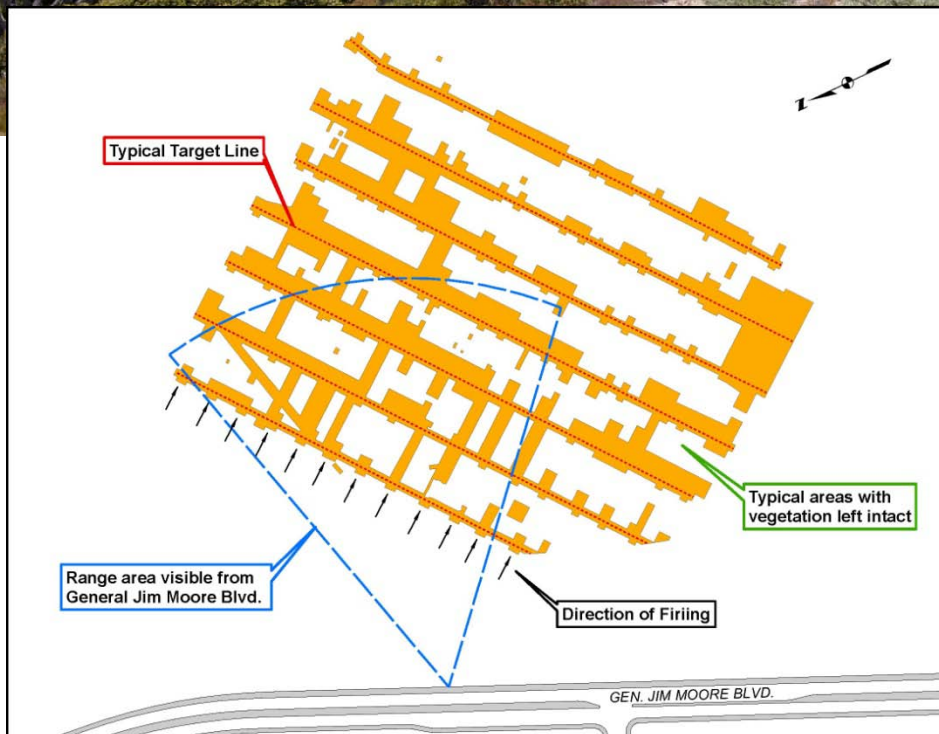 Typical Target Line
Z
Typical areas with
vegetation left intact
Range area visible from
General Jim Moore Blvd.
Direction of Firiing
GEN. JIM MOORE BLVD.